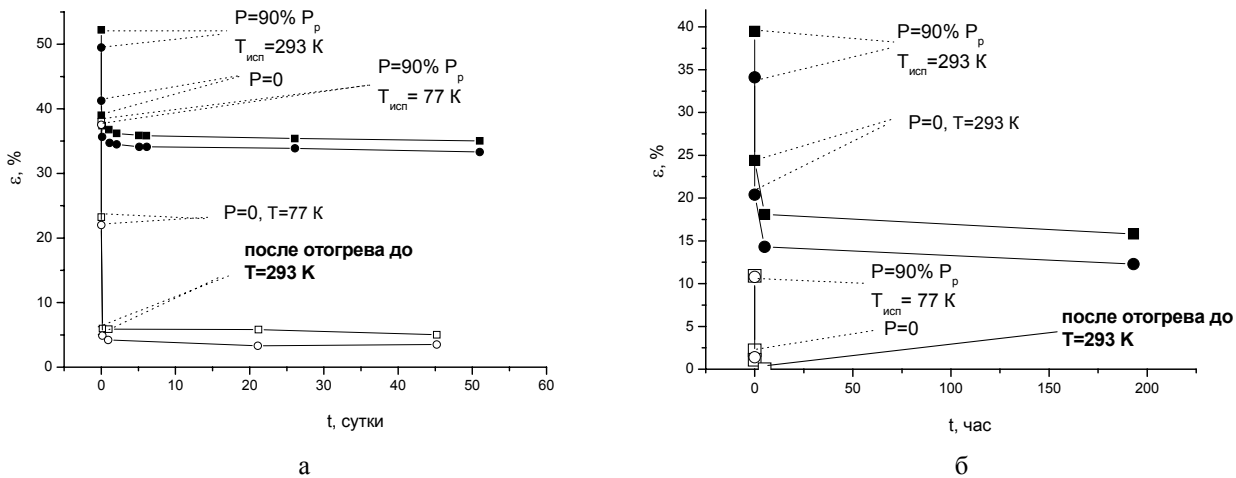 P=90% Pр
Tисп=293 К
P=0
P=90% Pр
Tисп= 77 К
P=0, T=77 К
после отогрева до
T=293 K
ε, %
50
40
30
20
10
0
0
10
20
30
40
50
60
t, сутки
а
P=90% Pр
Tисп=293 К
P=0, T=293 К
P=90% Pр
Tисп= 77 К
P=0
после отогрева до
T=293 K
ε, %
40
35
30
25
20
15
10
5
0
0
50
100
150
200
t, час
б